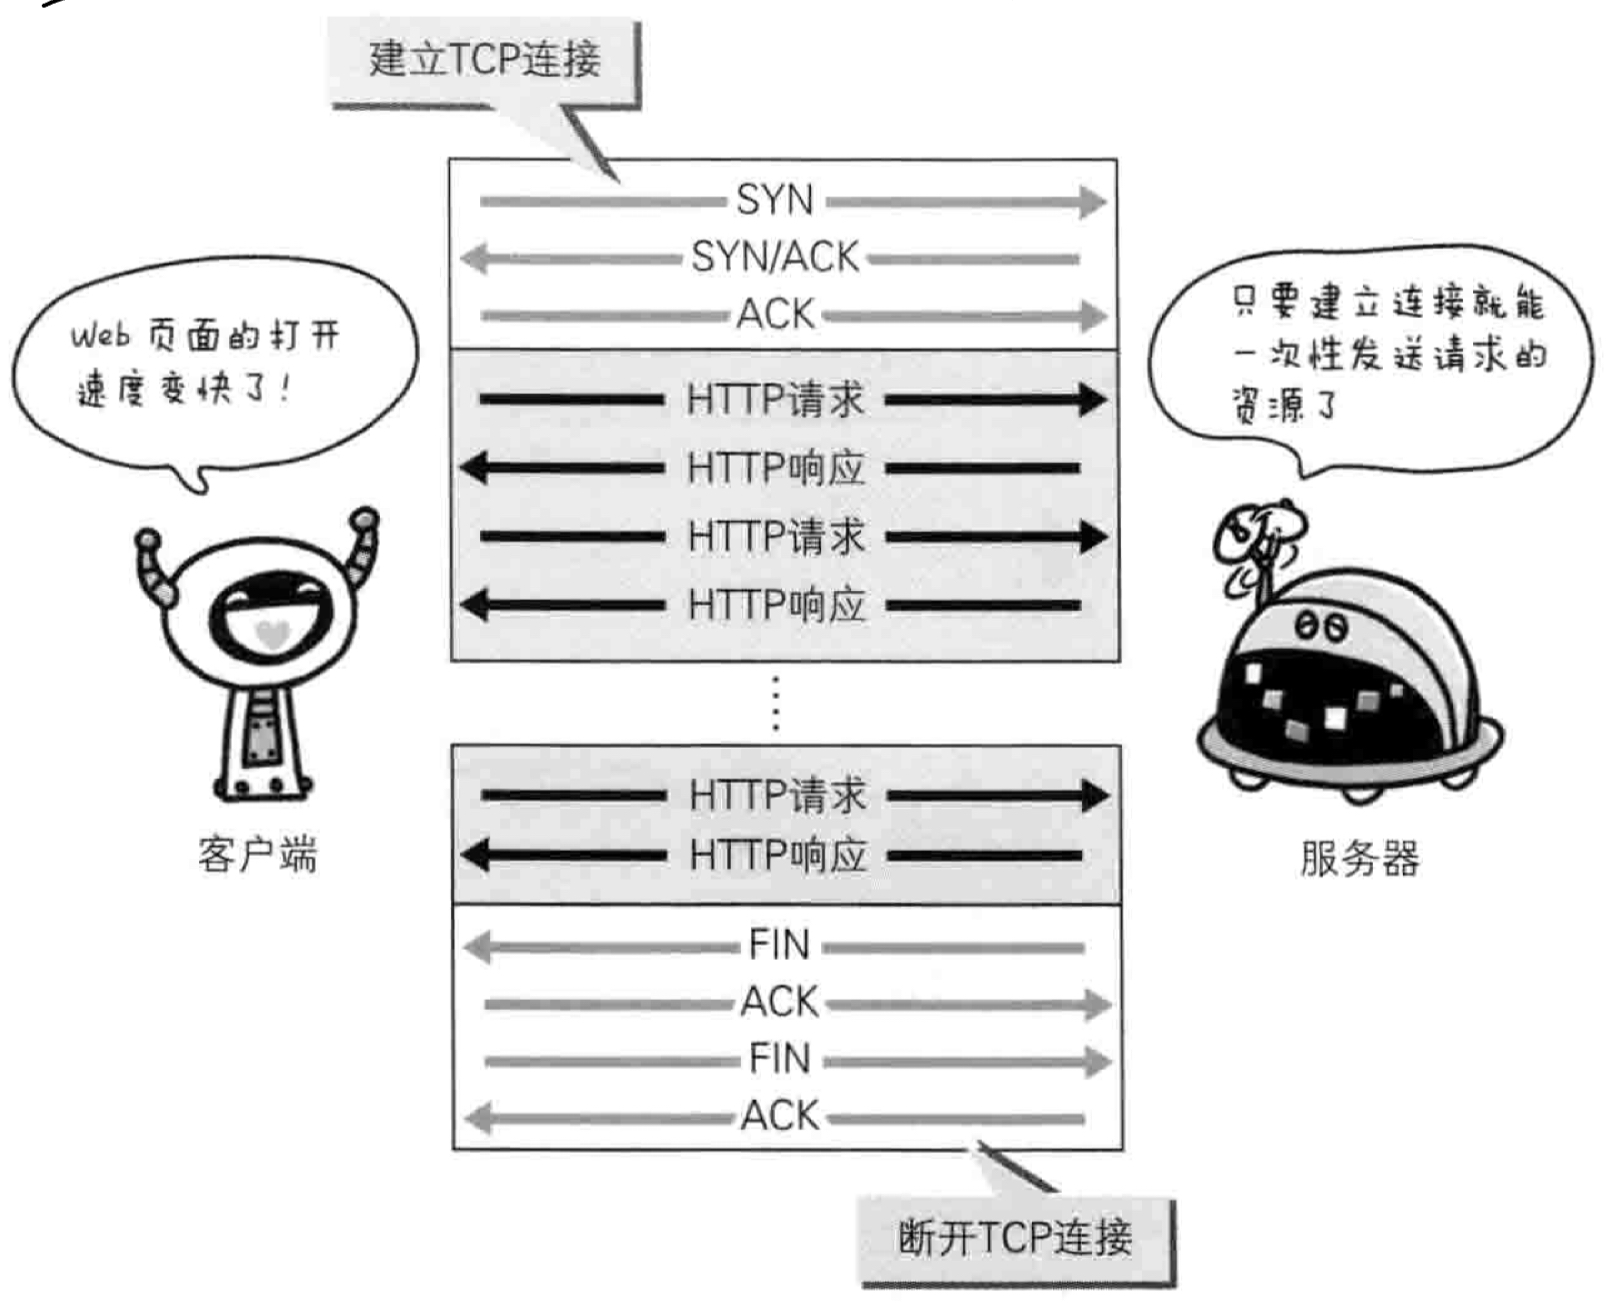 建立TCP连接
SYN
SYN/ACK
ACK
Web 页面的打开
速度变快了！
只要建立连接就能
一次性发送请求的
资源了
HTTP请求
HTTP响应
HTTP请求
HTTP响应
HTTP请求
HTTP响应
客户端
服务器
FIN
ACK
FIN
ACK
断开TCP连接